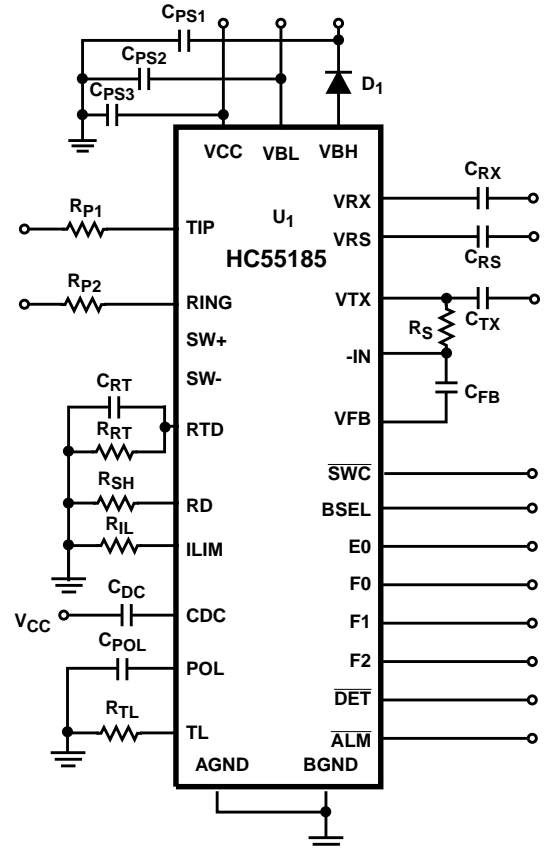 CPS1
CPS2
CPS3
D1
VCC VBL VBH
U1
HC55185
RP1
TIP
RP2
RING
SW+
SW-
CRT
RRT
RTD
RSH
RD
RIL
ILIM
CDC
VCC
CDC
CPOL
POL
RTL
TL
AGND BGND
VRX
CRX
VRS
CRS
VTX
CTX
RS
-IN
CFB
VFB
SWC
BSEL
E0
F0
F1
F2
DET
ALM